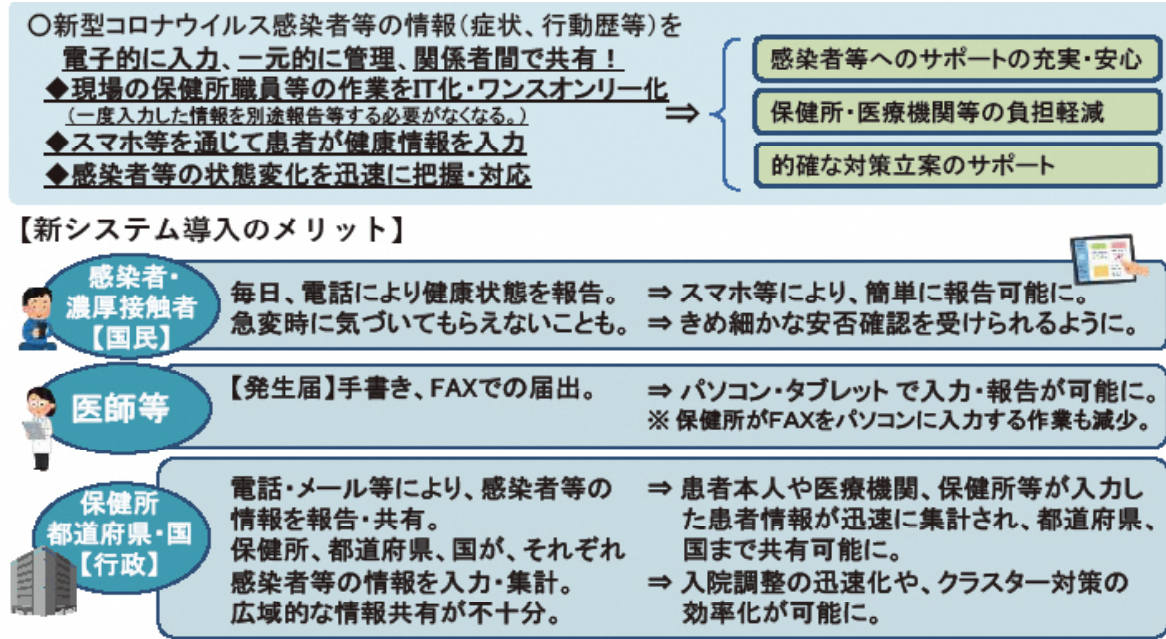 〇新型コロナウイルス感染者等の情報(症状、行動歴等)を
電子的に入力、一元的に管理、関係者間で共有!
◆現場の保健所職員等の作業をIT化・ワンスオンリー化
(一度入力した情報を別途報告等する必要がなくなる。)
◆スマホ等を通じて患者が健康情報を入力
◆感染者等の状態変化を迅速に把握・対応
⇒
感染者等へのサポートの充実・安心
保健所・医療機関等の負担軽減
的確な対策立案のサポート
【新システム導入のメリット】
感染者・
濃厚接触者
【国民】
毎日、電話により健康状態を報告。
急変時に気づいてもらえないことも。
⇒ スマホ等により、簡単に報告可能に。
⇒ きめ細かな安否確認を受けられるように。
医師等
【発生届】手書き、FAXでの届出。
⇒ パソコン・タブレット で入力・報告が可能に。
※ 保健所がFAXをパソコンに入力する作業も減少。
保健所
都道府県・国
【行政】
電話・メール等により、感染者等の
情報を報告・共有。
保健所、都道府県、国が、それぞれ
感染者等の情報を入力・集計。
広域的な情報共有が不十分。
⇒ 患者本人や医療機関、保健所等が入力し
た患者情報が迅速に集計され、都道府県、
国まで共有可能に。
⇒ 入院調整の迅速化や、クラスター対策の
効率化が可能に。